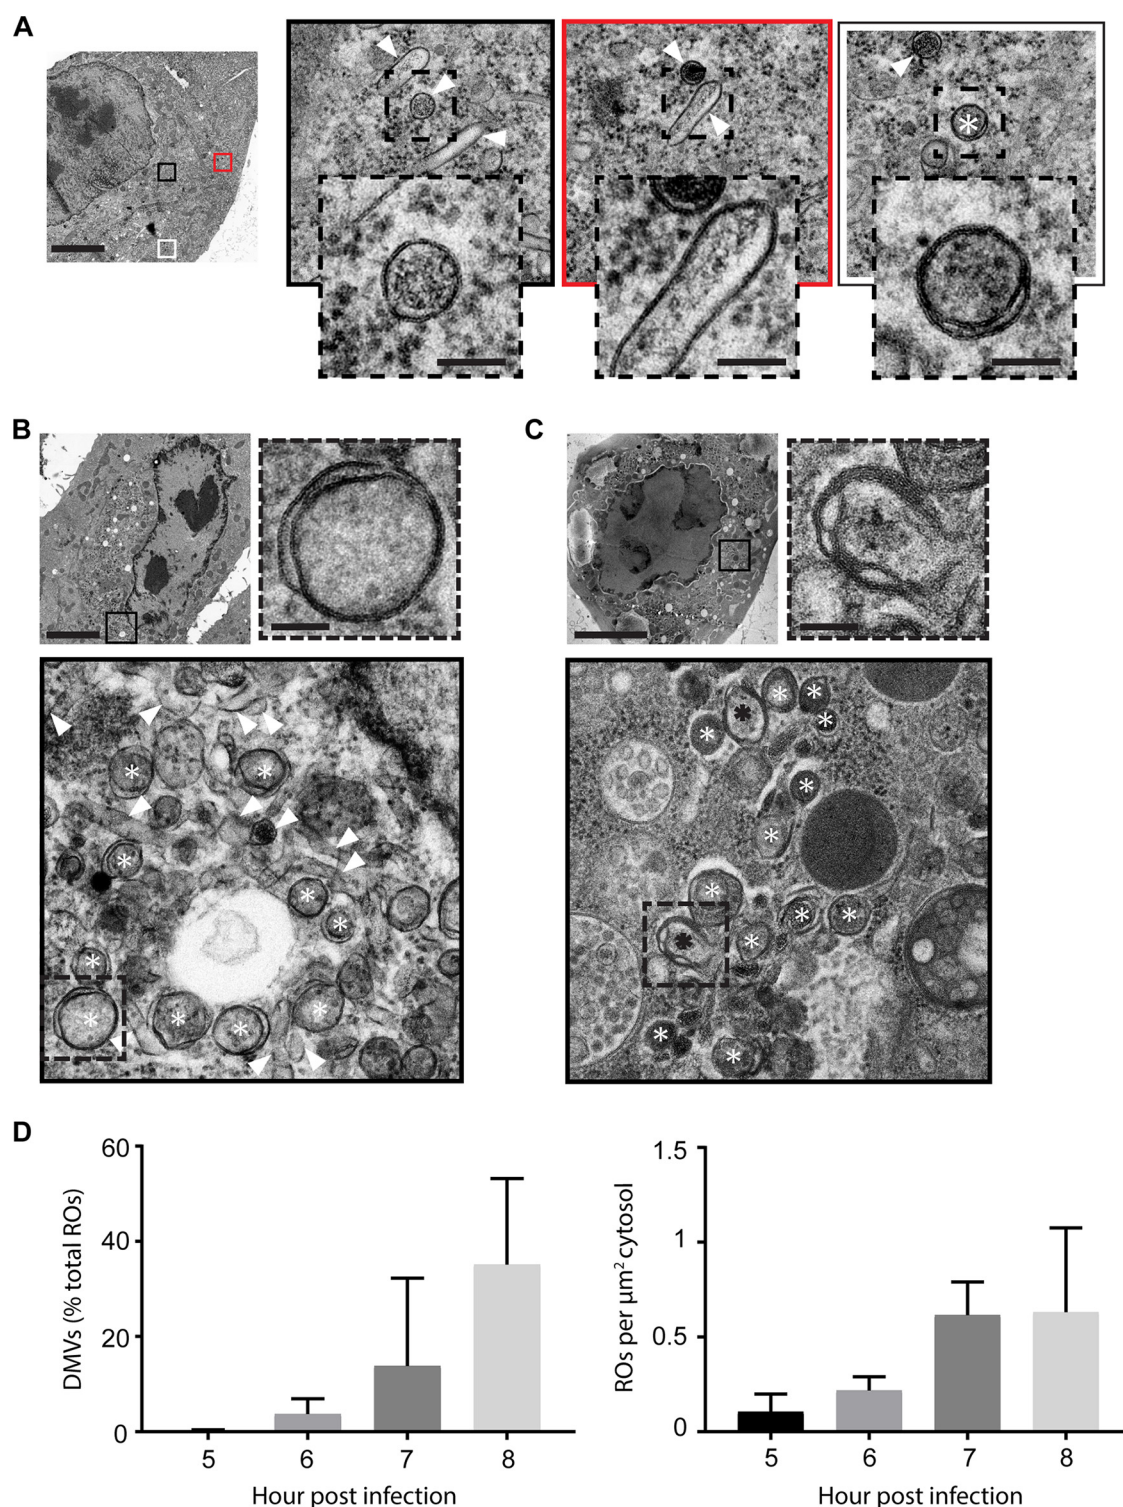 A
B
C
D
60
40
20
0
DMVs (% total ROs)
5 6 7 8
Hour post infection
1.5
1
0.5
0
ROs per μm² cytosol
5 6 7 8
Hour post infection